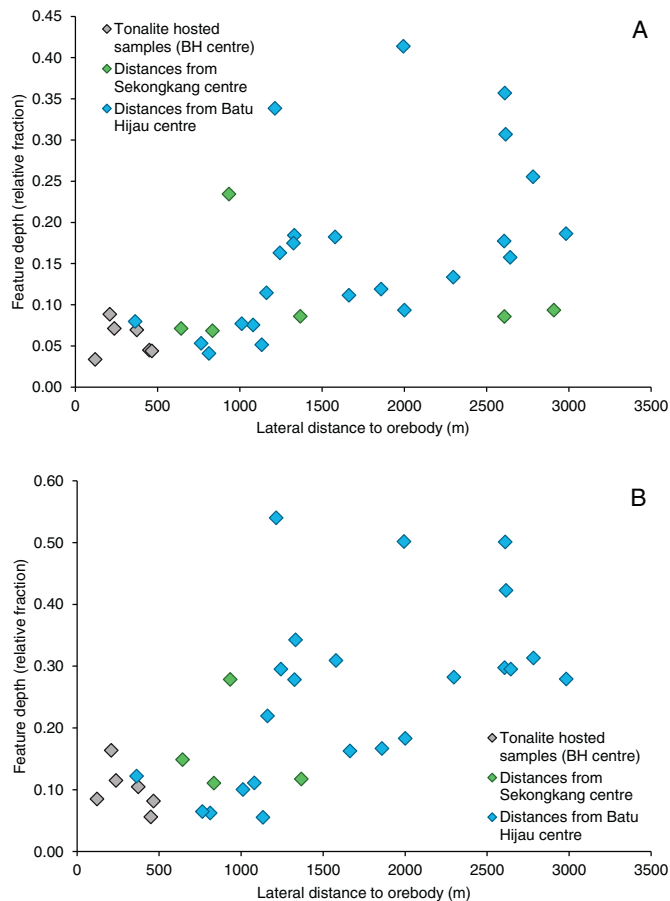 A
0.45
0.40
0.35
0.30
0.25
0.20
0.15
0.10
0.05
0.00
Feature depth (relative fraction)
Tonalite hosted
samples (BH centre)
Distances from
Sekongkang centre
Distances from Batu
Hijau centre
0 500 1000 1500 2000 2500 3000 3500
Lateral distance to orebody (m)
B
0.60
0.50
0.40
0.30
0.20
0.10
0.00
Feature depth (relative fraction)
Tonalite hosted
samples (BH centre)
Distances from
Sekongkang centre
Distances from Batu
Hijau centre
0 500 1000 1500 2000 2500 3000 3500
Lateral distance to orebody (m)